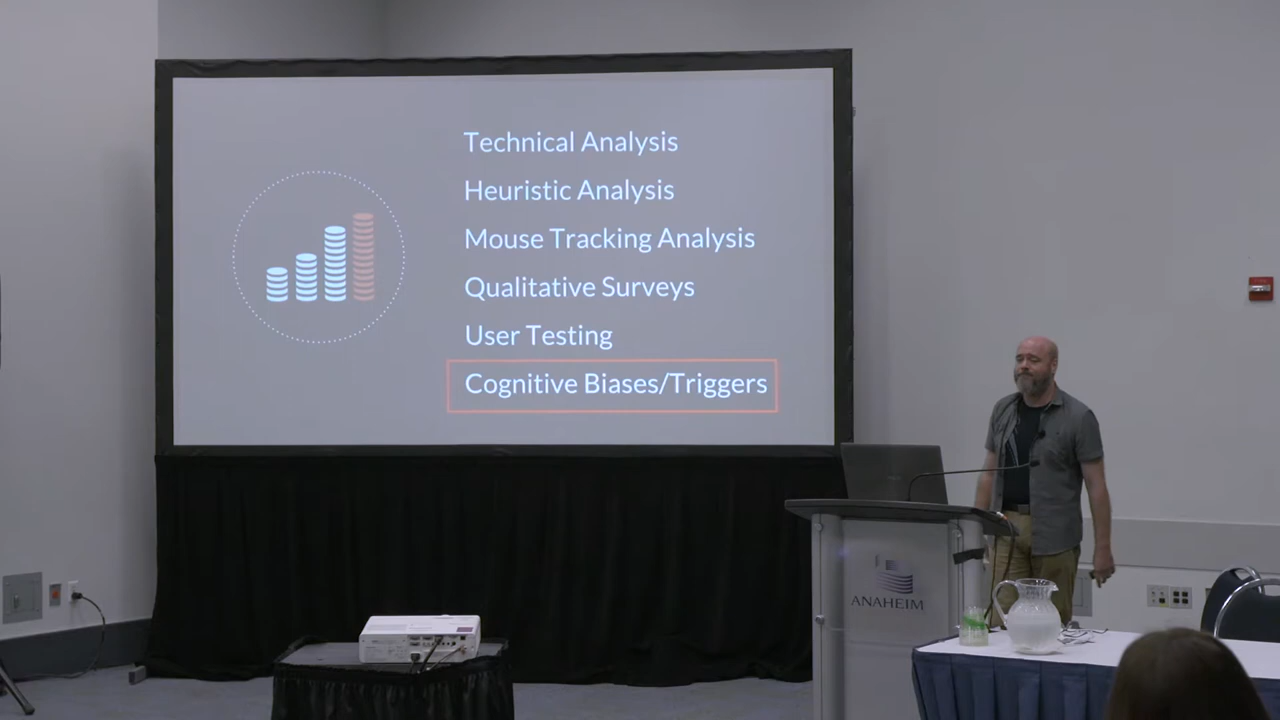 Technical Analysis
Heuristic Analysis
Mouse Tracking Analysis
Qualitative Surveys
User Testing
Cognitive Biases/Triggers
ANAHEIM